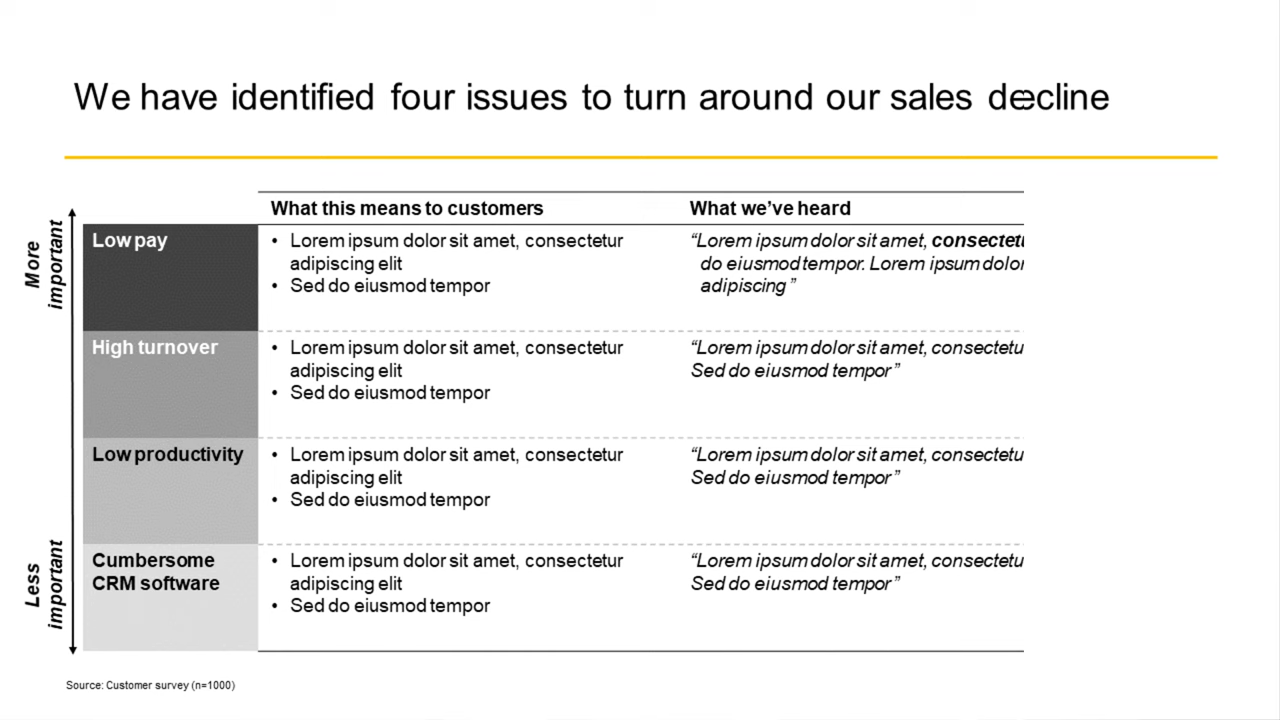 We have identified four issues to turn around our sales decline
What this means to customers
What we’ve heard
More
important
Low pay
• Lorem ipsum dolor sit amet, consectetur
adipiscing elit
• Sed do eiusmod tempor
“Lorem ipsum dolor sit amet, consectetu
do eiusmod tempor. Lorem ipsum dolor
adipiscing”
High turnover
• Lorem ipsum dolor sit amet, consectetur
adipiscing elit
• Sed do eiusmod tempor
“Lorem ipsum dolor sit amet, consectetu
Sed do eiusmod tempor”
Low productivity
• Lorem ipsum dolor sit amet, consectetur
adipiscing elit
• Sed do eiusmod tempor
“Lorem ipsum dolor sit amet, consectetu
Sed do eiusmod tempor”
Less
important
Cumbersome
CRM software
• Lorem ipsum dolor sit amet, consectetur
adipiscing elit
• Sed do eiusmod tempor
“Lorem ipsum dolor sit amet, consectetu
Sed do eiusmod tempor”
Source: Customer survey (n=1000)